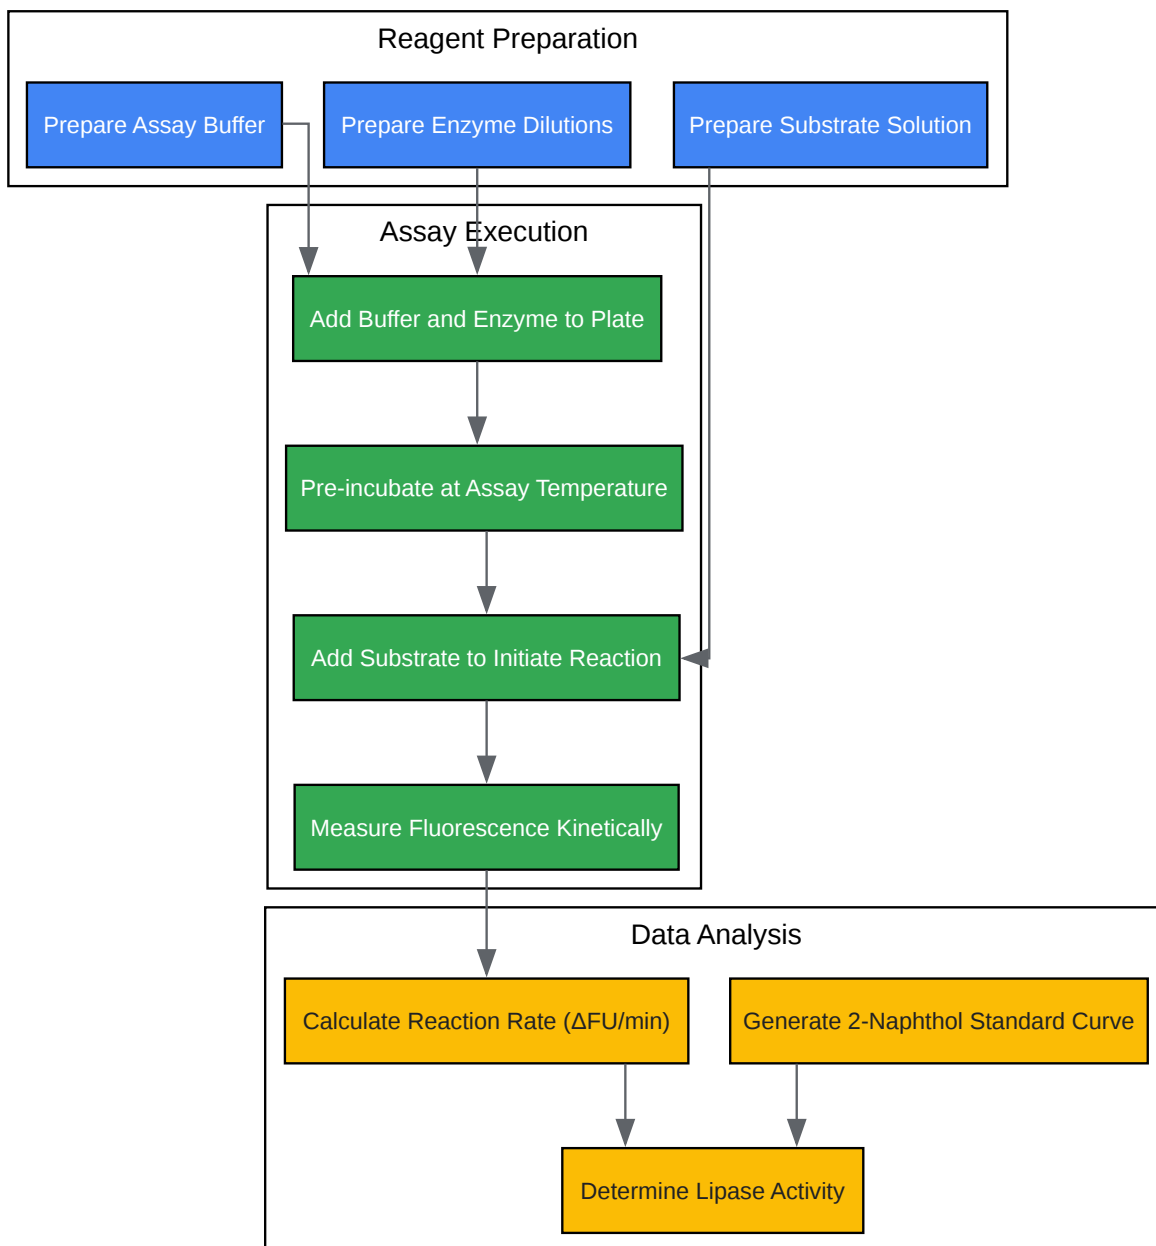 Reagent Preparation
Prepare Assay Buffer
Prepare Enzyme Dilutions
Prepare Substrate Solution
Assay Execution
Add Buffer and Enzyme to Plate
Pre-incubate at Assay Temperature
Add Substrate to Initiate Reaction
Measure Fluorescence Kinetically
Data Analysis
Calculate Reaction Rate (ΔFU/min)
Generate 2-Naphthol Standard Curve
Determine Lipase Activity